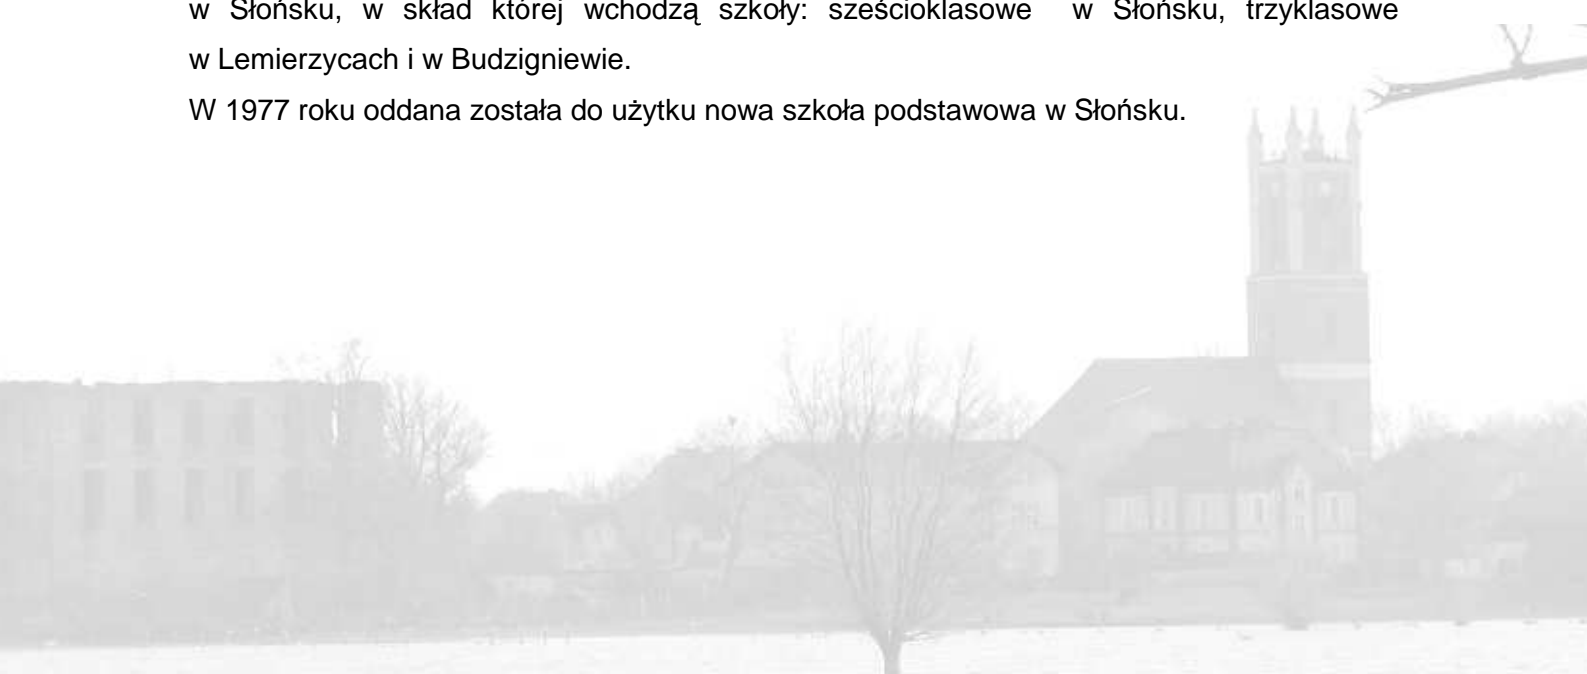 w Słońsku, w skład której wchodzą szkoły: sześcioklasowe w Słońsku, trzyklasowe
w Lemierzycach i w Budzigniewie.
W 1977 roku oddana została do użytku nowa szkoła podstawowa w Słońsku.